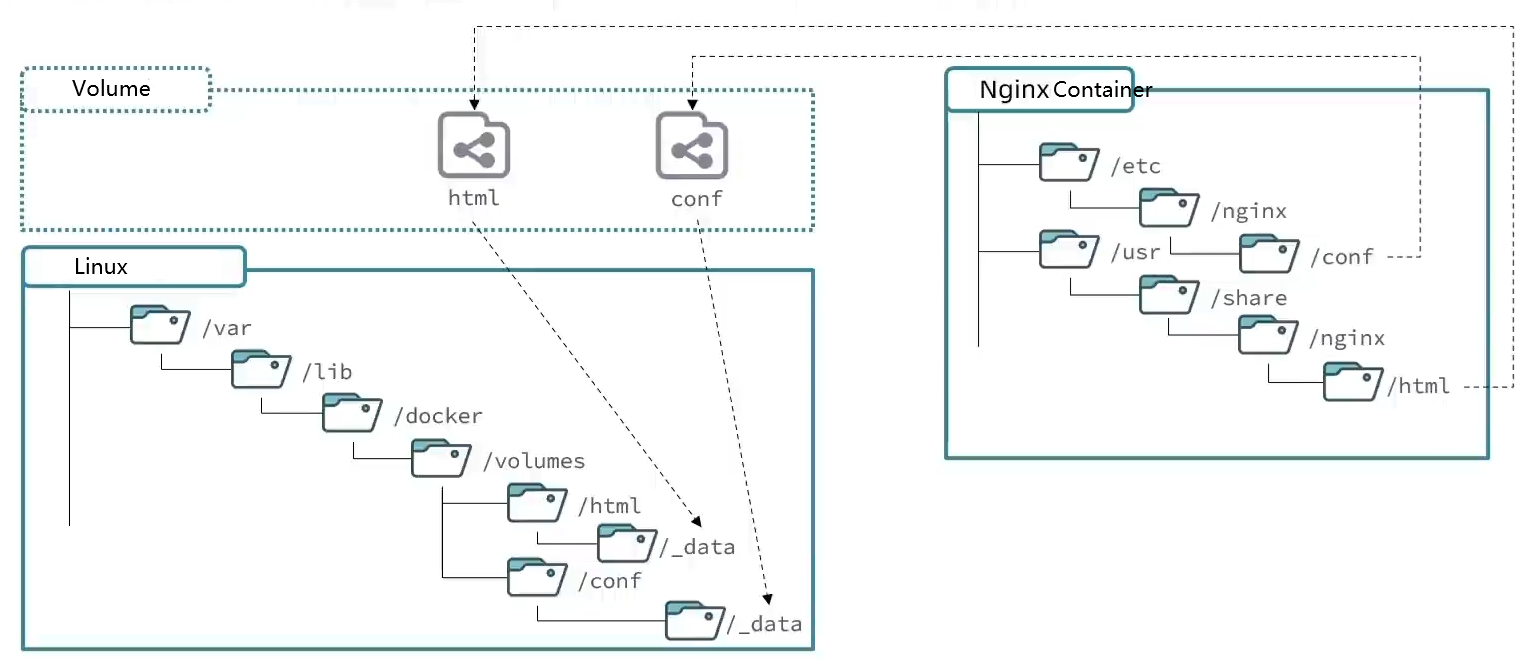 Volume
html
conf
Linux
/var
/lib
/docker
/volumes
/html
/_data
/conf
/_data
Nginx Container
/etc
/nginx
/conf
/usr
/share
/nginx
/html